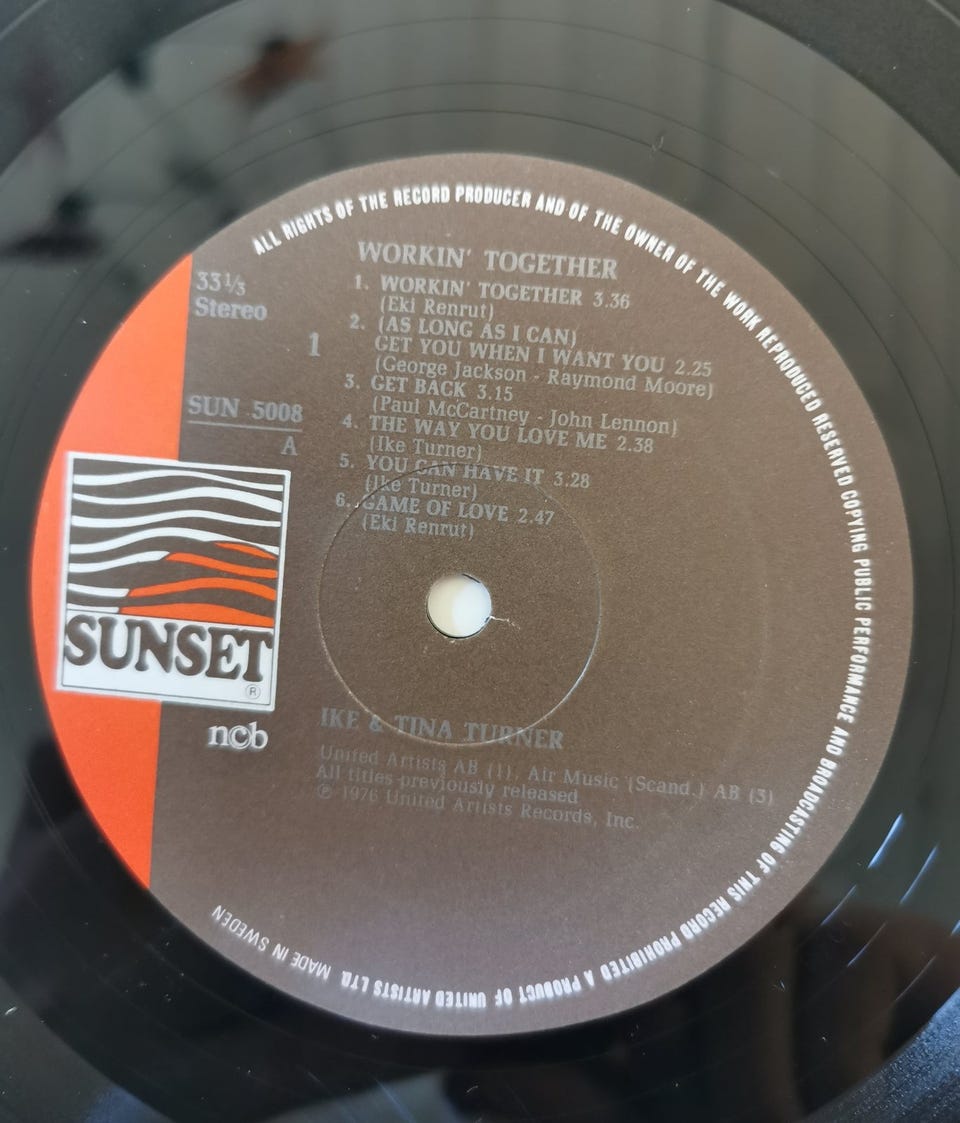 ALL RIGHTS OF THE RECORD PRODUCER AND OF THE OWNER OF THE WORK REPRODUCED RESERVED COPYING PUBLIC PERFORMANCE AND BROADCASTING OF THIS RECORD PROHIBITED A PRODUCT OF UNITED ARTISTS LTD. MADE IN SWEDEN
WORKIN' TOGETHER
33⅓
Stereo
1
SUN 5008
A
1. WORKIN' TOGETHER 3.36
(Eki Renrut)
2. (AS LONG AS I CAN)
GET YOU WHEN I WANT YOU 2.25
(George Jackson - Raymond Moore)
3. GET BACK 3.15
(Paul McCartney - John Lennon)
4. THE WAY YOU LOVE ME 2.38
(Ike Turner)
5. YOU CAN HAVE IT 3.28
(Ike Turner)
6. GAME OF LOVE 2.47
(Eki Renrut)
SUNSET
®
ncb
IKE & TINA TURNER
United Artists AB (1), Air Music (Scand.) AB (3)
All titles previously released
℗ 1976 United Artists Records, Inc.